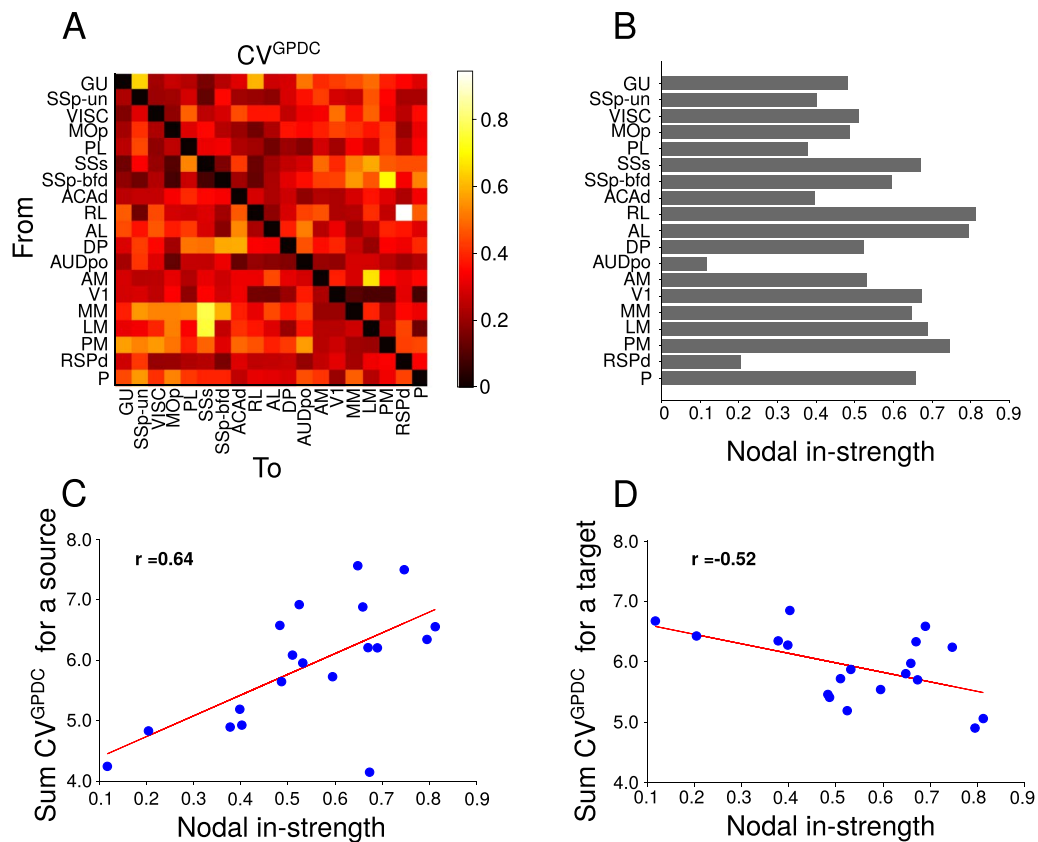 A
CV^GPDC
From
GU
SSp-un
VISC
MOp
PL
SSs
SSp-bfd
ACAd
RL
AL
DP
AUDpo
AM
V1
MM
LM
PM
RSPd
P
GU
SSp-un
VISC
MOp
PL
SSs
SSp-bfd
ACAd
RL
AL
DP
AUDpo
AM
V1
MM
LM
PM
RSPd
P
To
0.8
0.6
0.4
0.2
0
B
GU
SSp-un
VISC
MOp
PL
SSs
SSp-bfd
ACAd
RL
AL
DP
AUDpo
AM
V1
MM
LM
PM
RSPd
P
0 0.1 0.2 0.3 0.4 0.5 0.6 0.7 0.8 0.9
Nodal in-strength
C
Sum CV^GPDC for a source
r =0.64
8.0
7.0
6.0
5.0
4.0
0.1 0.2 0.3 0.4 0.5 0.6 0.7 0.8 0.9
Nodal in-strength
D
Sum CV^GPDC for a target
r =-0.52
8.0
7.0
6.0
5.0
4.0
0.1 0.2 0.3 0.4 0.5 0.6 0.7 0.8 0.9
Nodal in-strength